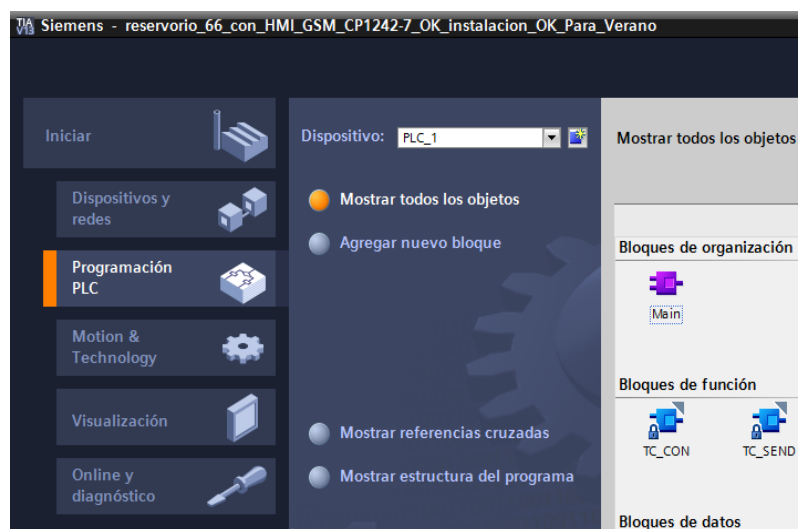 TIA V13 Siemens - reservorio_66_con_HMI_GSM_CP1242-7_OK_instalacion_OK_Para_Verano
Iniciar
Dispositivos y
redes
Programación
PLC
Motion &
Technology
Visualización
Online y
diagnóstico
Dispositivo: PLC_1
Mostrar todos los objetos
Agregar nuevo bloque
Mostrar referencias cruzadas
Mostrar estructura del programa
Mostrar todos los objetos
Bloques de organización
Main
Bloques de función
TC_CON TC_SEND
Bloques de datos